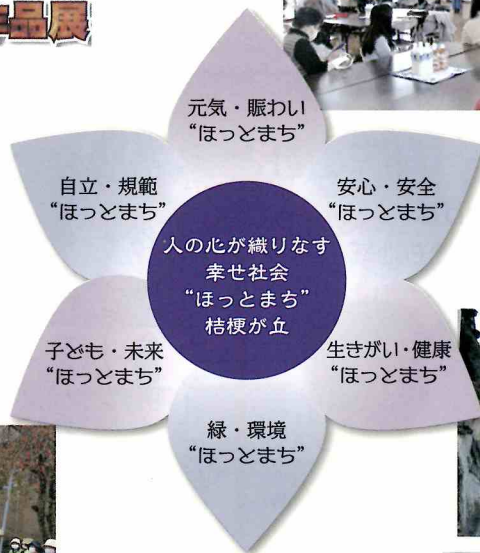 品展
元気・賑わい
“ほっとまち”
自立・規範
“ほっとまち”
安心・安全
“ほっとまち”
人の心が織りなす
幸せ社会
“ほっとまち”
桔梗が丘
子ども・未来
“ほっとまち”
生きがい・健康
“ほっとまち”
緑・環境
“ほっとまち”